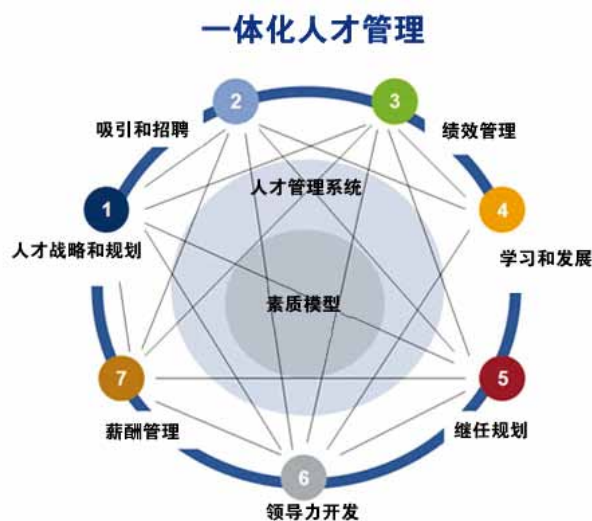 一体化人才管理
2
3
吸引和招聘
绩效管理
人才管理系统
1
4
人才战略和规划
学习和发展
素质模型
7
5
薪酬管理
继任规划
6
领导力开发